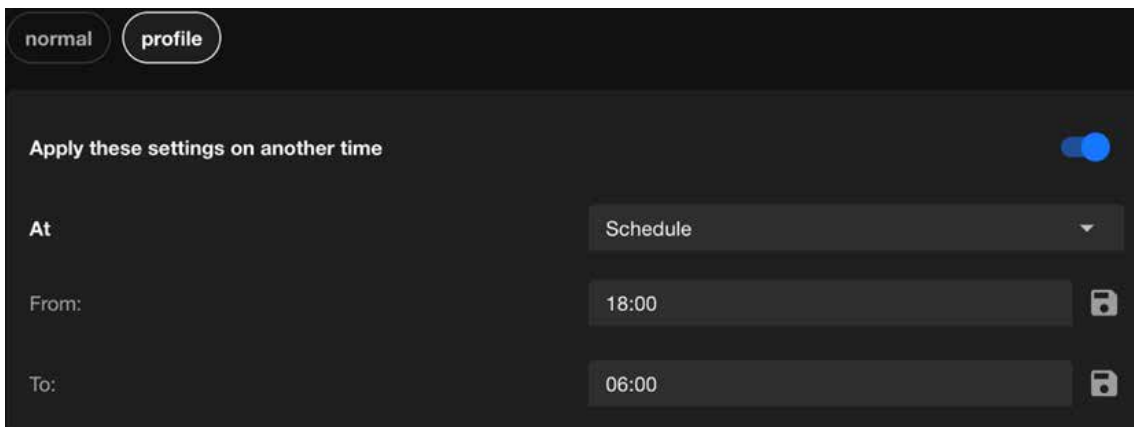 normal profile
Apply these settings on another time
At Schedule
From: 18:00
To: 06:00